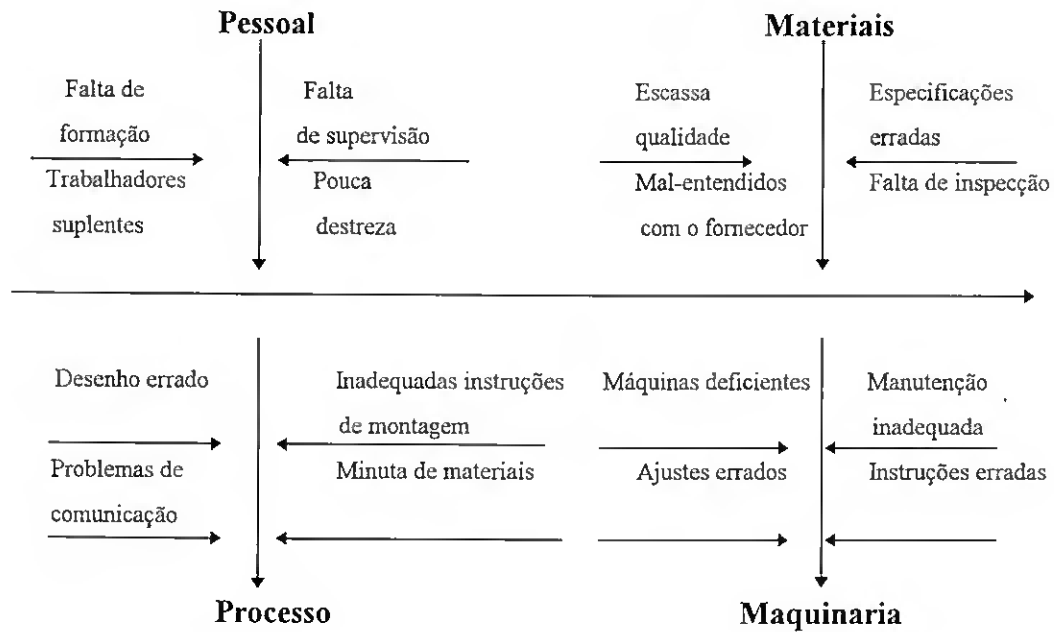 Pessoal
Materiais
Falta de
formação
Trabalhadores
suplentes
Falta
de supervisão
Pouca
destreza
Escassa
qualidade
Mal-entendidos
com o fornecedor
Especificações
erradas
Falta de inspecção
Desenho errado
Problemas de
comunicação
Inadequadas instruções
de montagem
Minuta de materiais
Máquinas deficientes
Ajustes errados
Manutenção
inadequada
Instruções erradas
Processo
Maquinaria